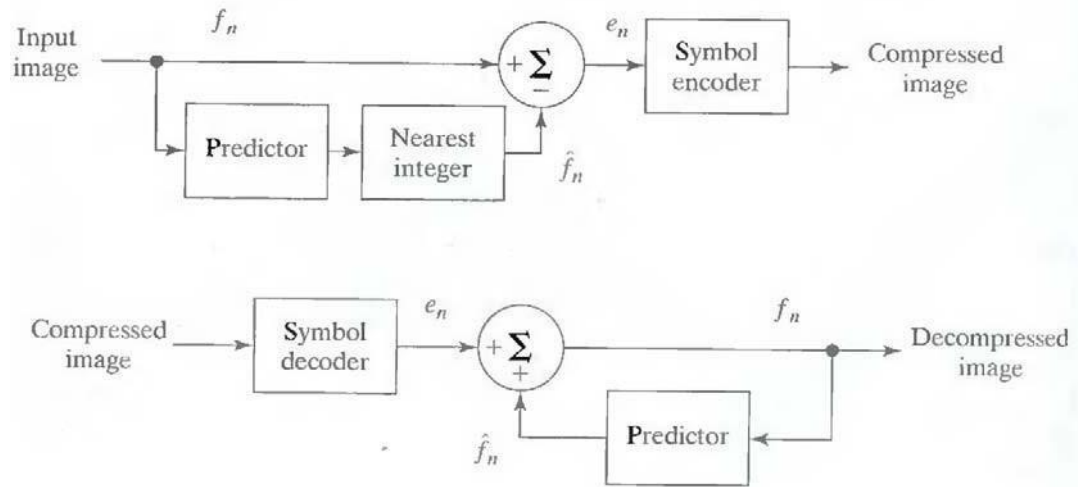 f_n
e_n
Input
image
+ Σ
−
Symbol
encoder
Compressed
image
Predictor
Nearest
integer
f̂_n
Compressed
image
Symbol
decoder
e_n
+ Σ
+
f_n
Decompressed
image
f̂_n
Predictor